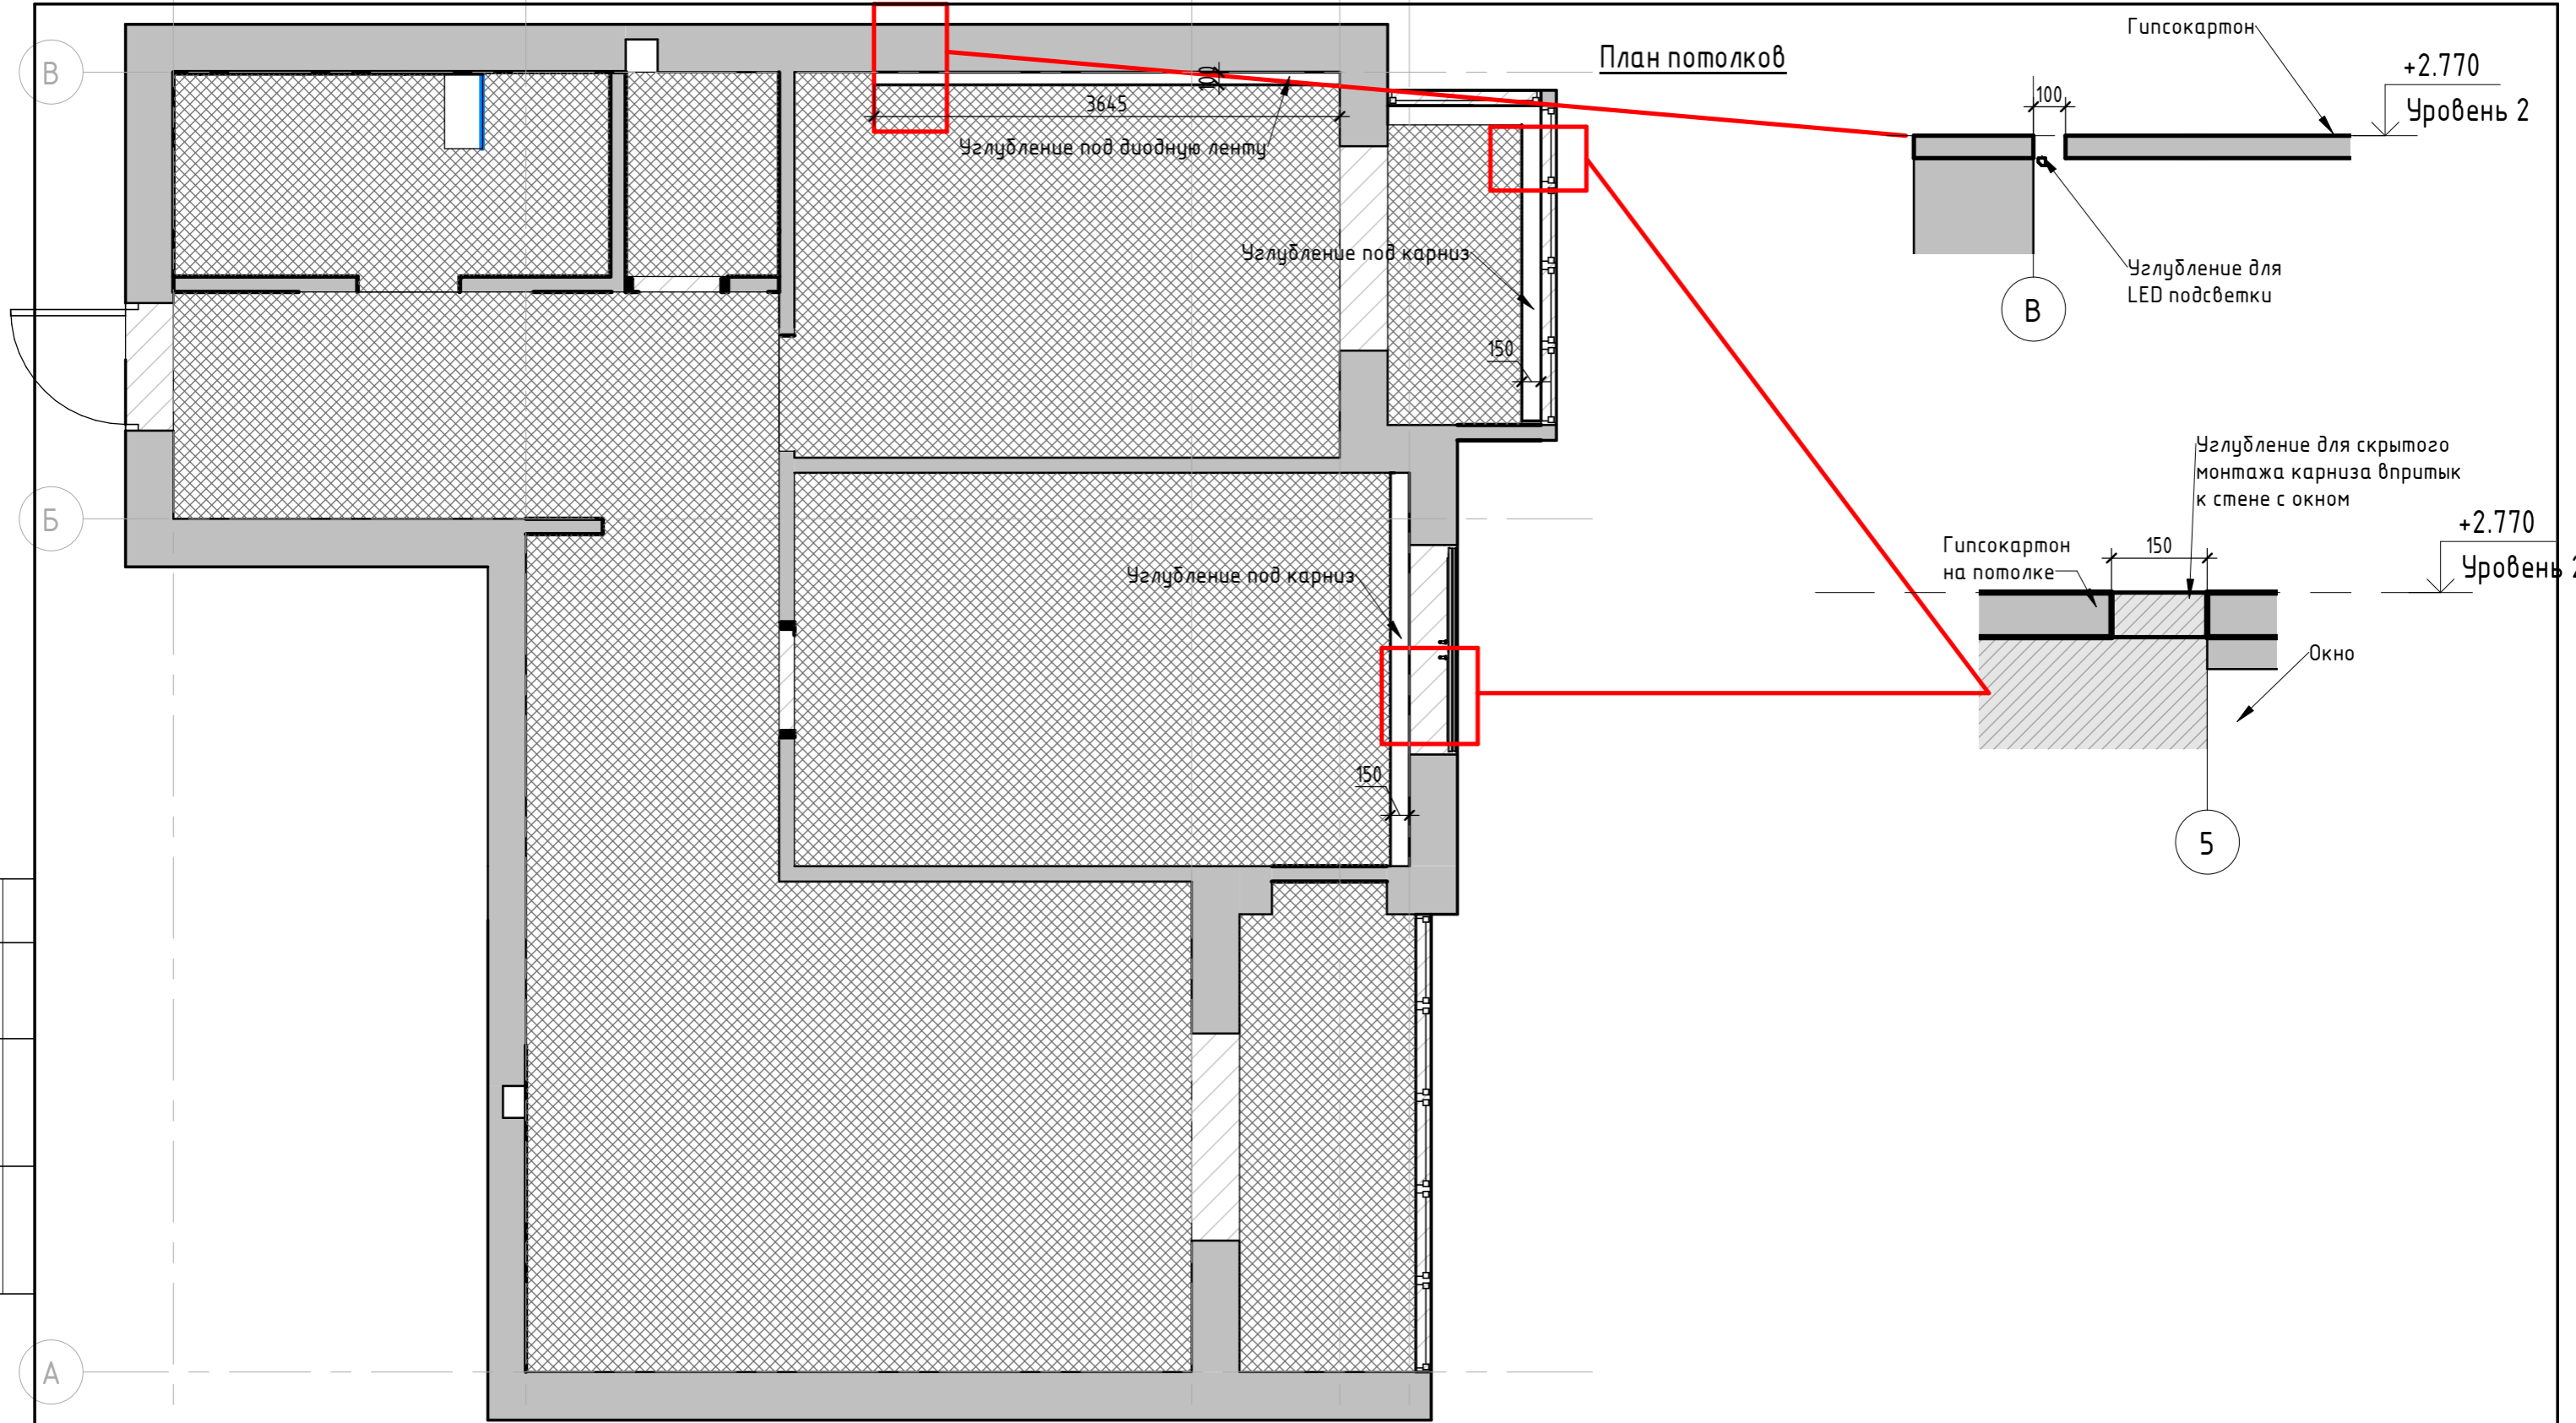 План потолков
В
3645
100
Углубление под диодную ленту
Углубление под карниз
150
Б
Углубление под карниз
150
А
Гипсокартон
+2.770
Уровень 2
100
Углубление для
LED подсветки
В
Углубление для скрытого
монтажа карниза впритык
к стене с окном
+2.770
Уровень 2
Гипсокартон
на потолке
150
Окно
5